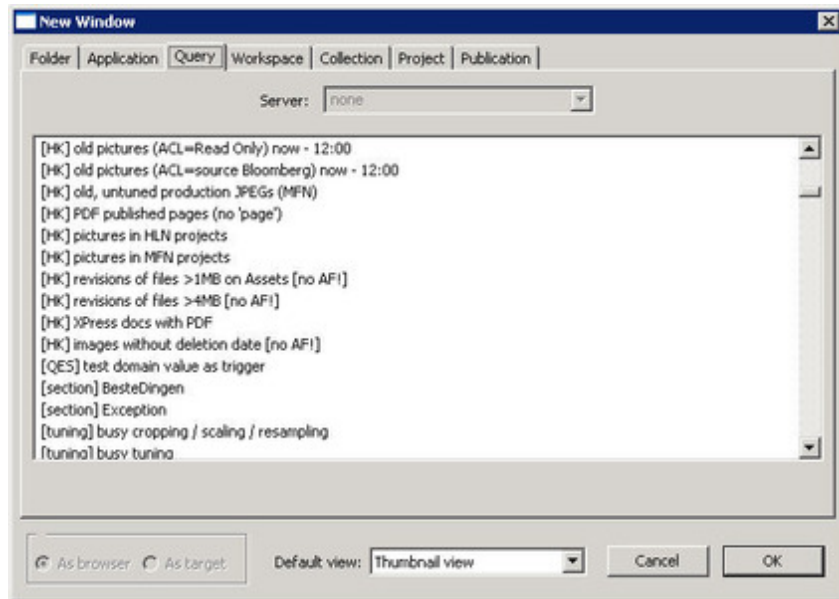 New Window
Folder Application Query Workspace Collection Project Publication
Server: none
[HK] old pictures (ACL=Read Only) now - 12:00
[HK] old pictures (ACL=source Bloomberg) now - 12:00
[HK] old, untuned production JPEGs (MFN)
[HK] PDF published pages (no 'page')
[HK] pictures in HLN projects
[HK] pictures in MFN projects
[HK] revisions of files >1MB on Assets [no AF!]
[HK] revisions of files >4MB [no AF!]
[HK] XPress docs with PDF
[HK] images without deletion date [no AF!]
[QES] test domain value as trigger
[section] BesteDingen
[section] Exception
[tuning] busy cropping / scaling / resampling
[tuning] busy tuning
As browser As target Default view: Thumbnail view Cancel OK